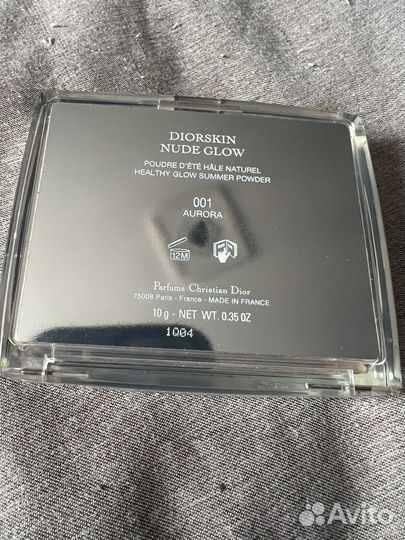 DIORSKIN
NUDE GLOW
POUDRE D'ÉTÉ HÂLE NATUREL
HEALTHY GLOW SUMMER POWDER
001
AURORA
12M
Parfums Christian Dior
75008 Paris - France - MADE IN FRANCE
10 g - NET WT. 0.35 OZ
1Q04
Avito